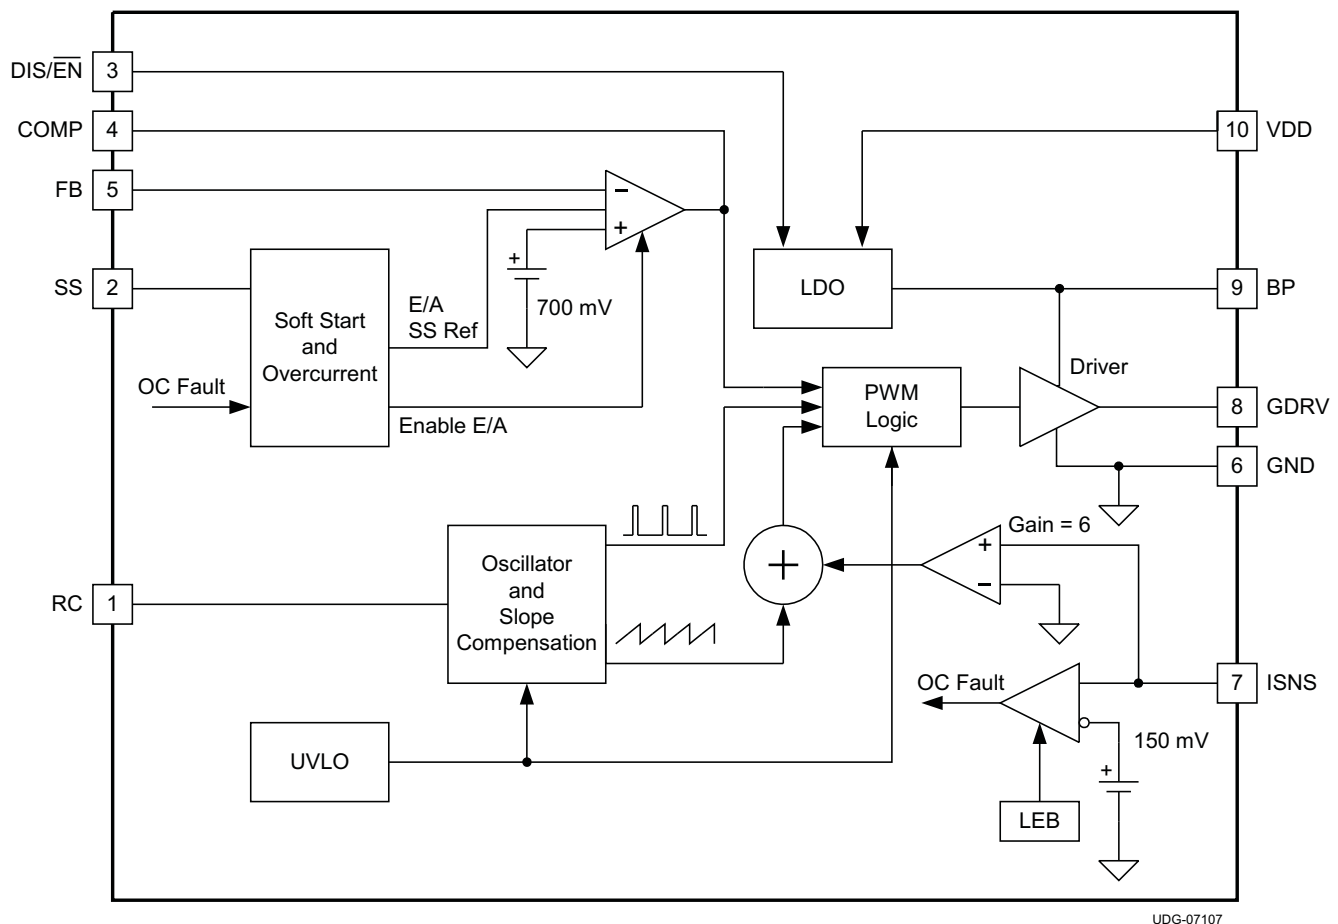 DIS/EN 3
COMP 4
10 VDD
FB 5
−
+
SS 2
+
700 mV
LDO
9 BP
Soft Start
and
Overcurrent
E/A
SS Ref
OC Fault
Enable E/A
Driver
PWM
Logic
8 GDRV
6 GND
Gain = 6
+
−
+
Oscillator
and
Slope
Compensation
RC 1
OC Fault
7 ISNS
150 mV
+
UVLO
LEB
UDG-07107